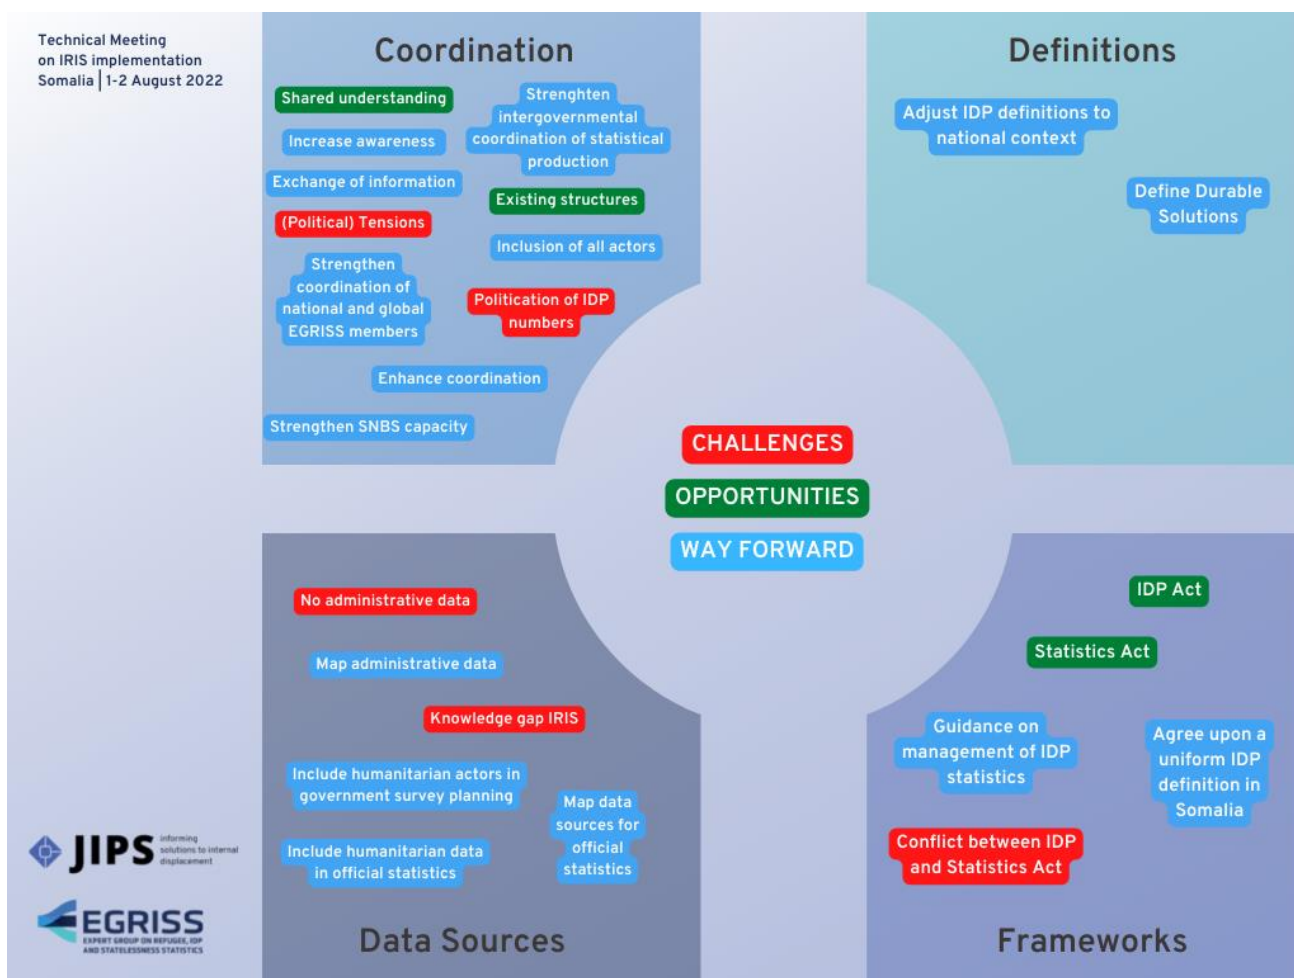 Technical Meeting
on IRIS implementation
Somalia | 1-2 August 2022
Coordination
Shared understanding
Increase awareness
Exchange of information
(Political) Tensions
Strengthen
coordination of
national and global
EGRISS members
Strenghten
intergovernmental
coordination of statistical
production
Existing structures
Inclusion of all actors
Politication of IDP
numbers
Enhance coordination
Strengthen SNBS capacity
Definitions
Adjust IDP definitions to
national context
Define Durable
Solutions
CHALLENGES
OPPORTUNITIES
WAY FORWARD
No administrative data
Map administrative data
Knowledge gap IRIS
Include humanitarian actors in
government survey planning
Map data
sources for
official
statistics
Include humanitarian data
in official statistics
Data Sources
IDP Act
Statistics Act
Guidance on
management of IDP
statistics
Agree upon a
uniform IDP
definition in
Somalia
Conflict between IDP
and Statistics Act
Frameworks
JIPS
informing
solutions to internal
displacement
EGRISS
EXPERT GROUP ON REFUGEE, IDP
AND STATELESSNESS STATISTICS